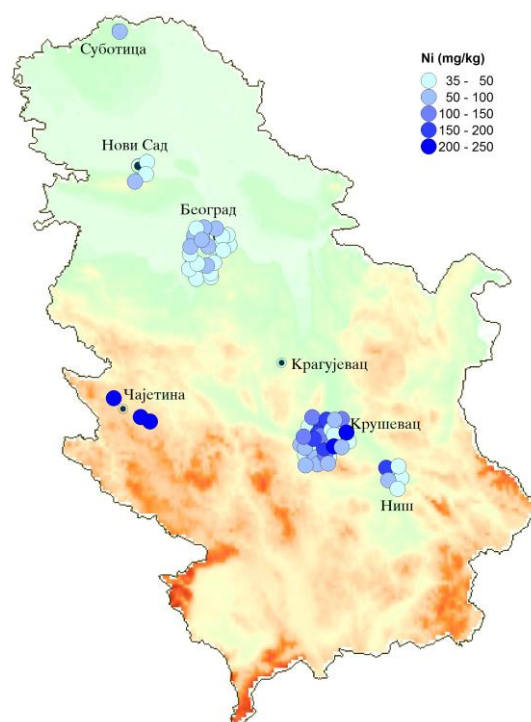 Суботица
Ni (mg/kg)
35 - 50
50 - 100
100 - 150
150 - 200
200 - 250
Нови Сад
Београд
Крагујевац
Чајетина
Крушевац
Ниш